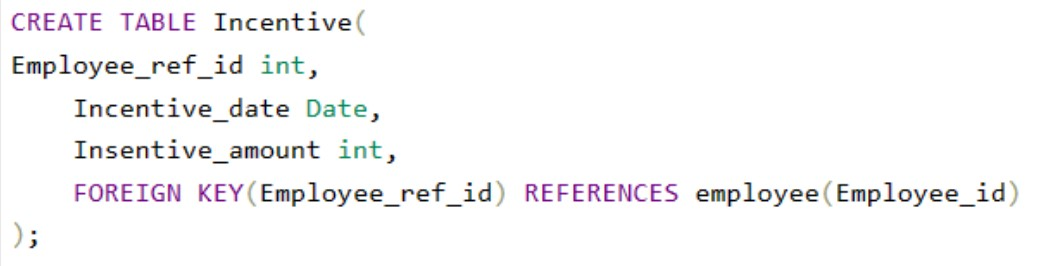 CREATE TABLE Incentive(
Employee_ref_id int,
    Incentive_date Date,
    Insentive_amount int,
    FOREIGN KEY(Employee_ref_id) REFERENCES employee(Employee_id)
);